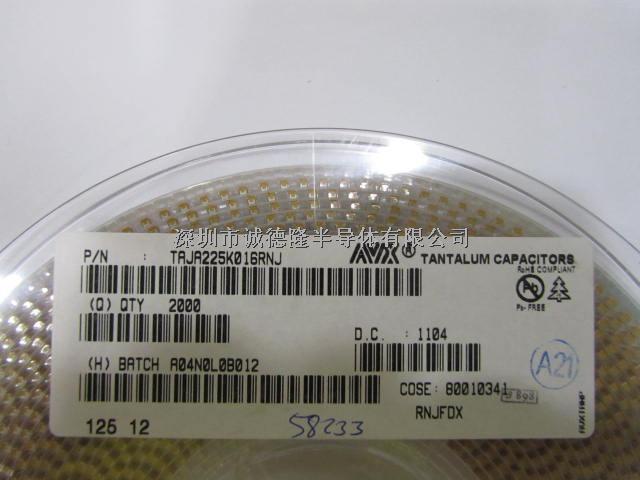 深圳市诚德隆半导体有限公司
P/N : TAJA225K016RNJ
AVX® TANTALUM CAPACITORS
RoHS COMPLIANT
Pb
Pb- FREE
(Q) QTY 2000
D.C. : 1104
(H) BATCH A04N0L0B012
A21
COSE: 80010341
RNJFDX
125 12
58233